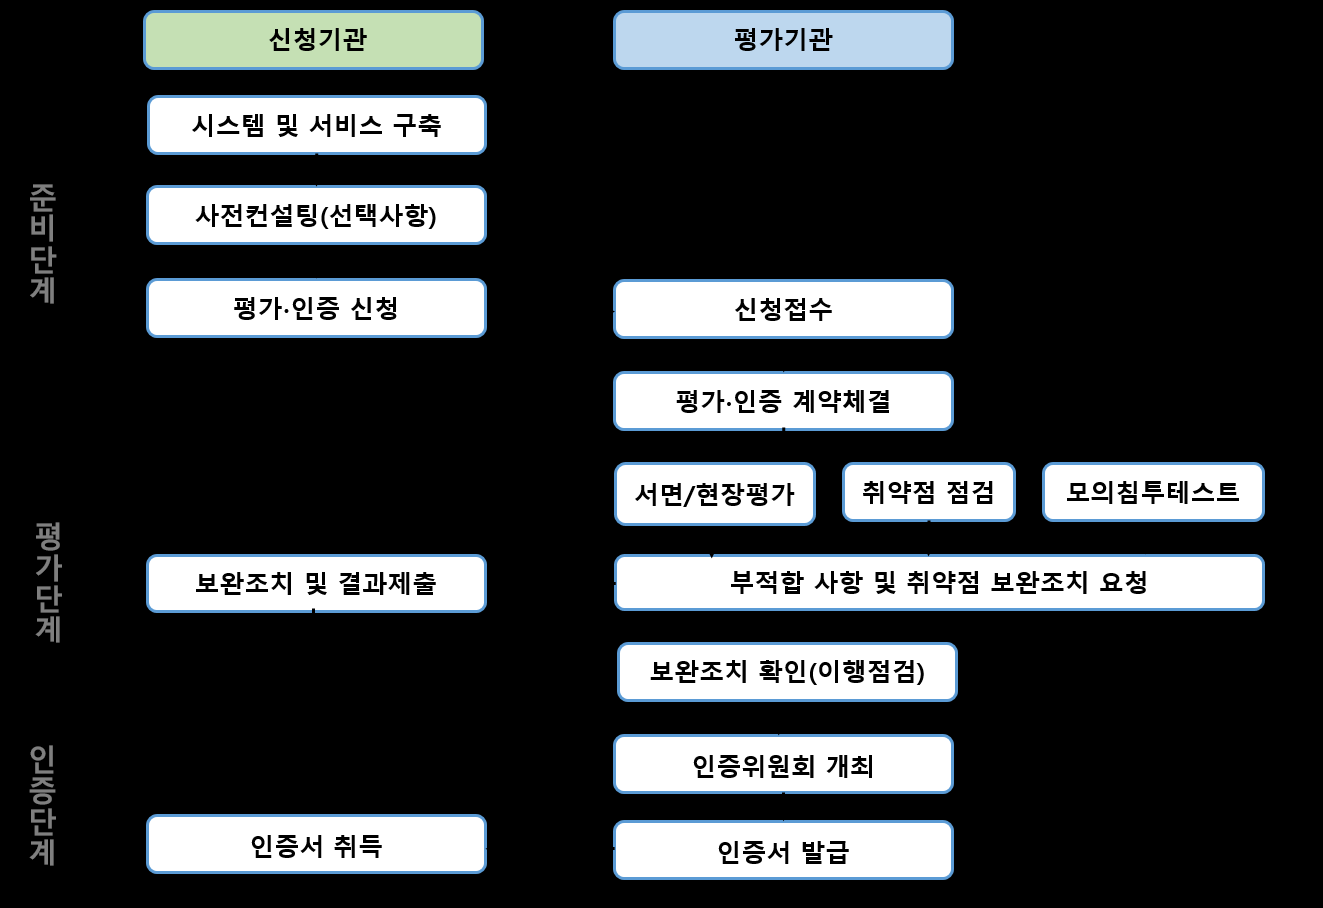 신청기관
평가기관
준비단계
시스템 및 서비스 구축
사전컨설팅(선택사항)
평가·인증 신청
신청접수
평가·인증 계약체결
평가단계
서면/현장평가
취약점 점검
모의침투테스트
보완조치 및 결과제출
부적합 사항 및 취약점 보완조치 요청
보완조치 확인(이행점검)
인증단계
인증위원회 개최
인증서 취득
인증서 발급